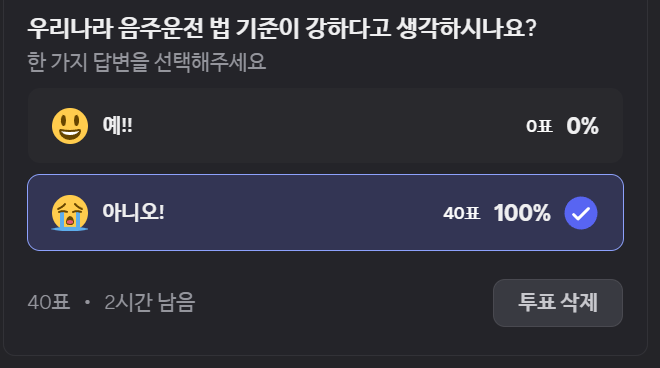 우리나라 음주운전 법 기준이 강하다고 생각하시나요?
한 가지 답변을 선택해주세요
예!! 0표 0%
아니오! 40표 100%
40표 • 2시간 남음 투표 삭제